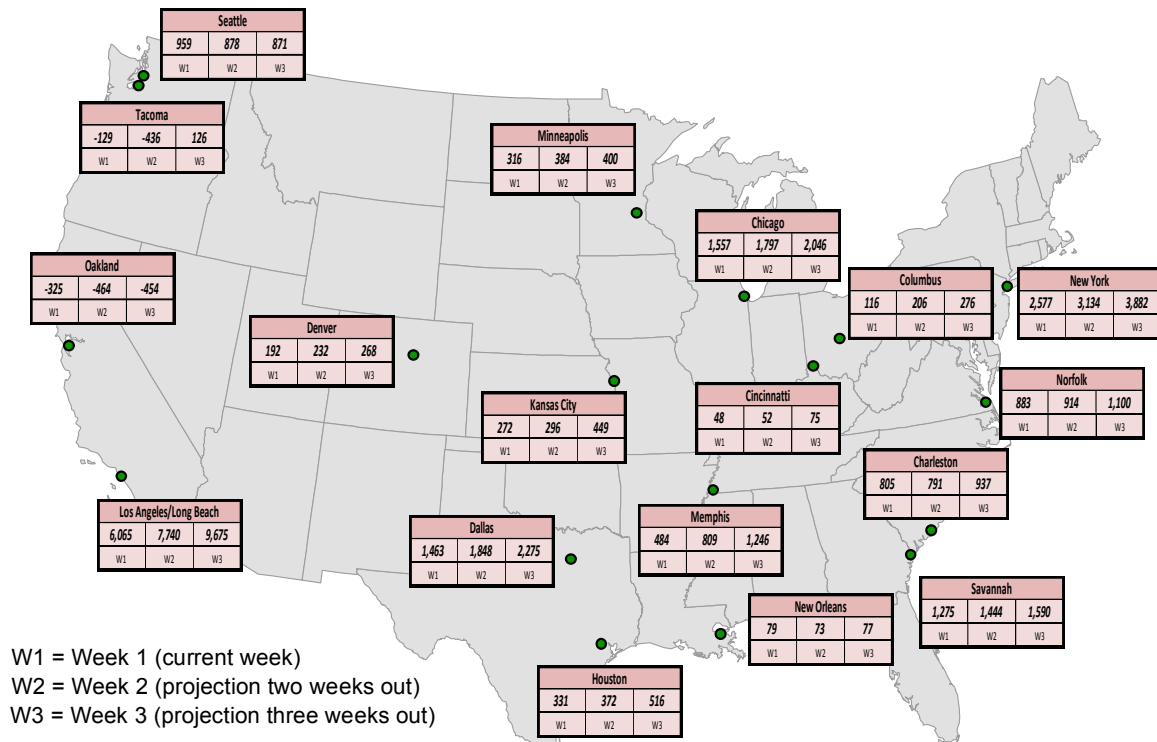 Seattle
959 878 871
W1 W2 W3
Tacoma
-129 -436 126
W1 W2 W3
Minneapolis
316 384 400
W1 W2 W3
Chicago
1,557 1,797 2,046
W1 W2 W3
Oakland
-325 -464 -454
W1 W2 W3
Columbus
116 206 276
W1 W2 W3
New York
2,577 3,134 3,882
W1 W2 W3
Denver
192 232 268
W1 W2 W3
Norfolk
883 914 1,100
W1 W2 W3
Kansas City
272 296 449
W1 W2 W3
Cincinnatti
48 52 75
W1 W2 W3
Charleston
805 791 937
W1 W2 W3
Los Angeles/Long Beach
6,065 7,740 9,675
W1 W2 W3
Dallas
1,463 1,848 2,275
W1 W2 W3
Memphis
484 809 1,246
W1 W2 W3
Savannah
1,275 1,444 1,590
W1 W2 W3
New Orleans
79 73 77
W1 W2 W3
Houston
331 372 516
W1 W2 W3
W1 = Week 1 (current week)
W2 = Week 2 (projection two weeks out)
W3 = Week 3 (projection three weeks out)